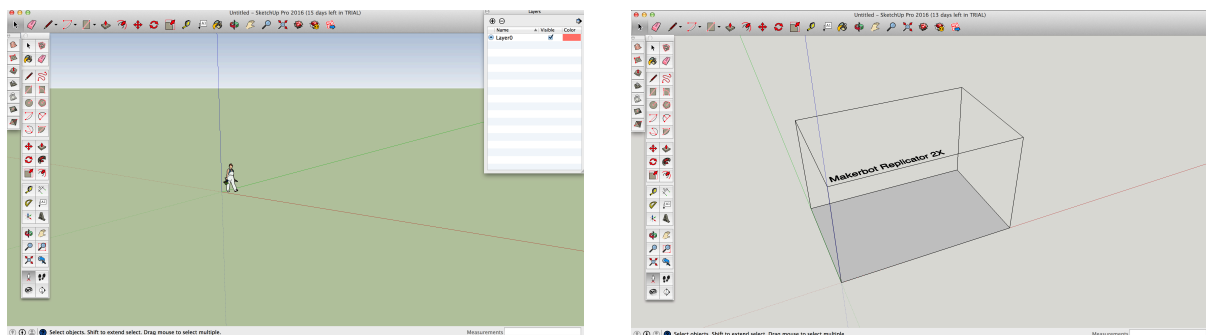 Untitled – SketchUp Pro 2016 (15 days left in TRIAL)
Layers
Name Visible Color
Layer0
Select objects. Shift to extend select. Drag mouse to select multiple.
Measurements
Untitled – SketchUp Pro 2016 (13 days left in TRIAL)
Makerbot Replicator 2X
Select objects. Shift to extend select. Drag mouse to select multiple.
Measurements